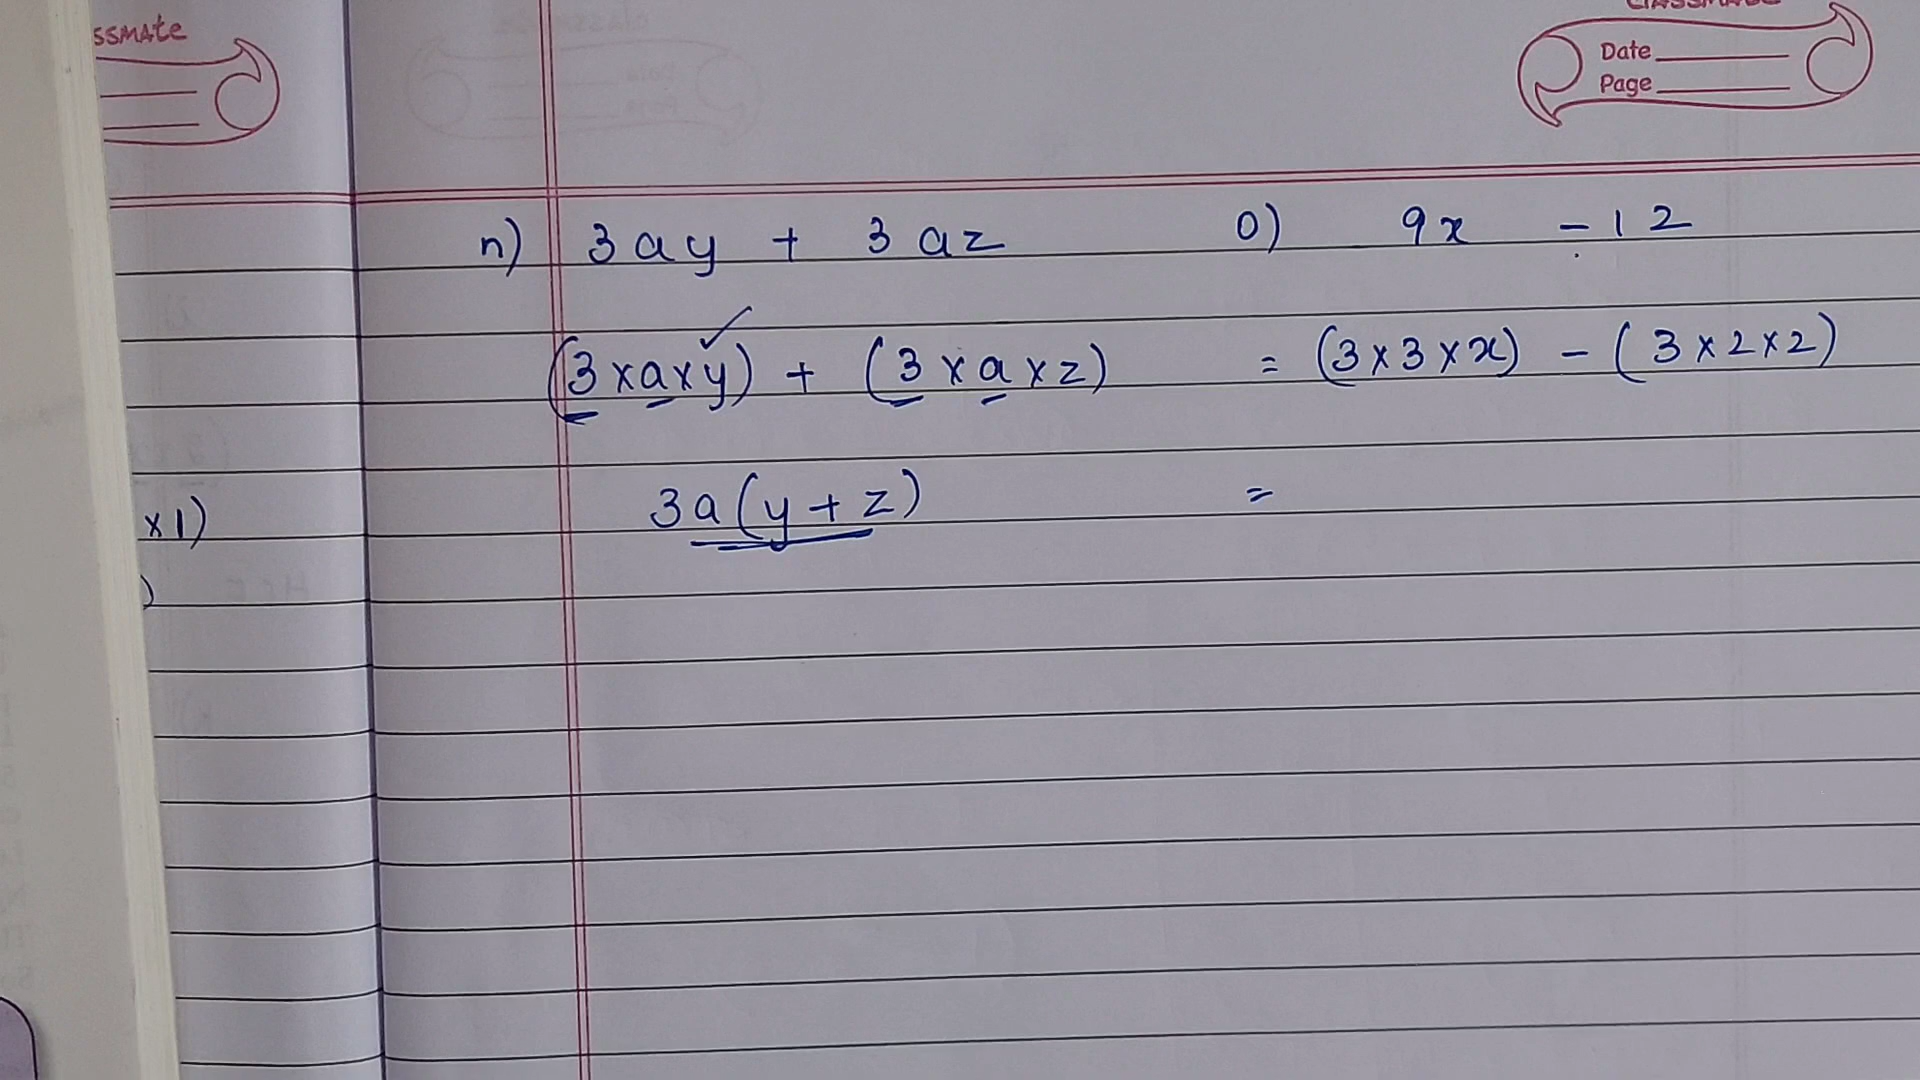 ssmate
Date
Page
n) 3ay + 3az
(3×a×y) + (3×a×z)
3a(y+z)
o) 9x - 12
= (3×3×x) - (3×2×2)
=
×1)
)